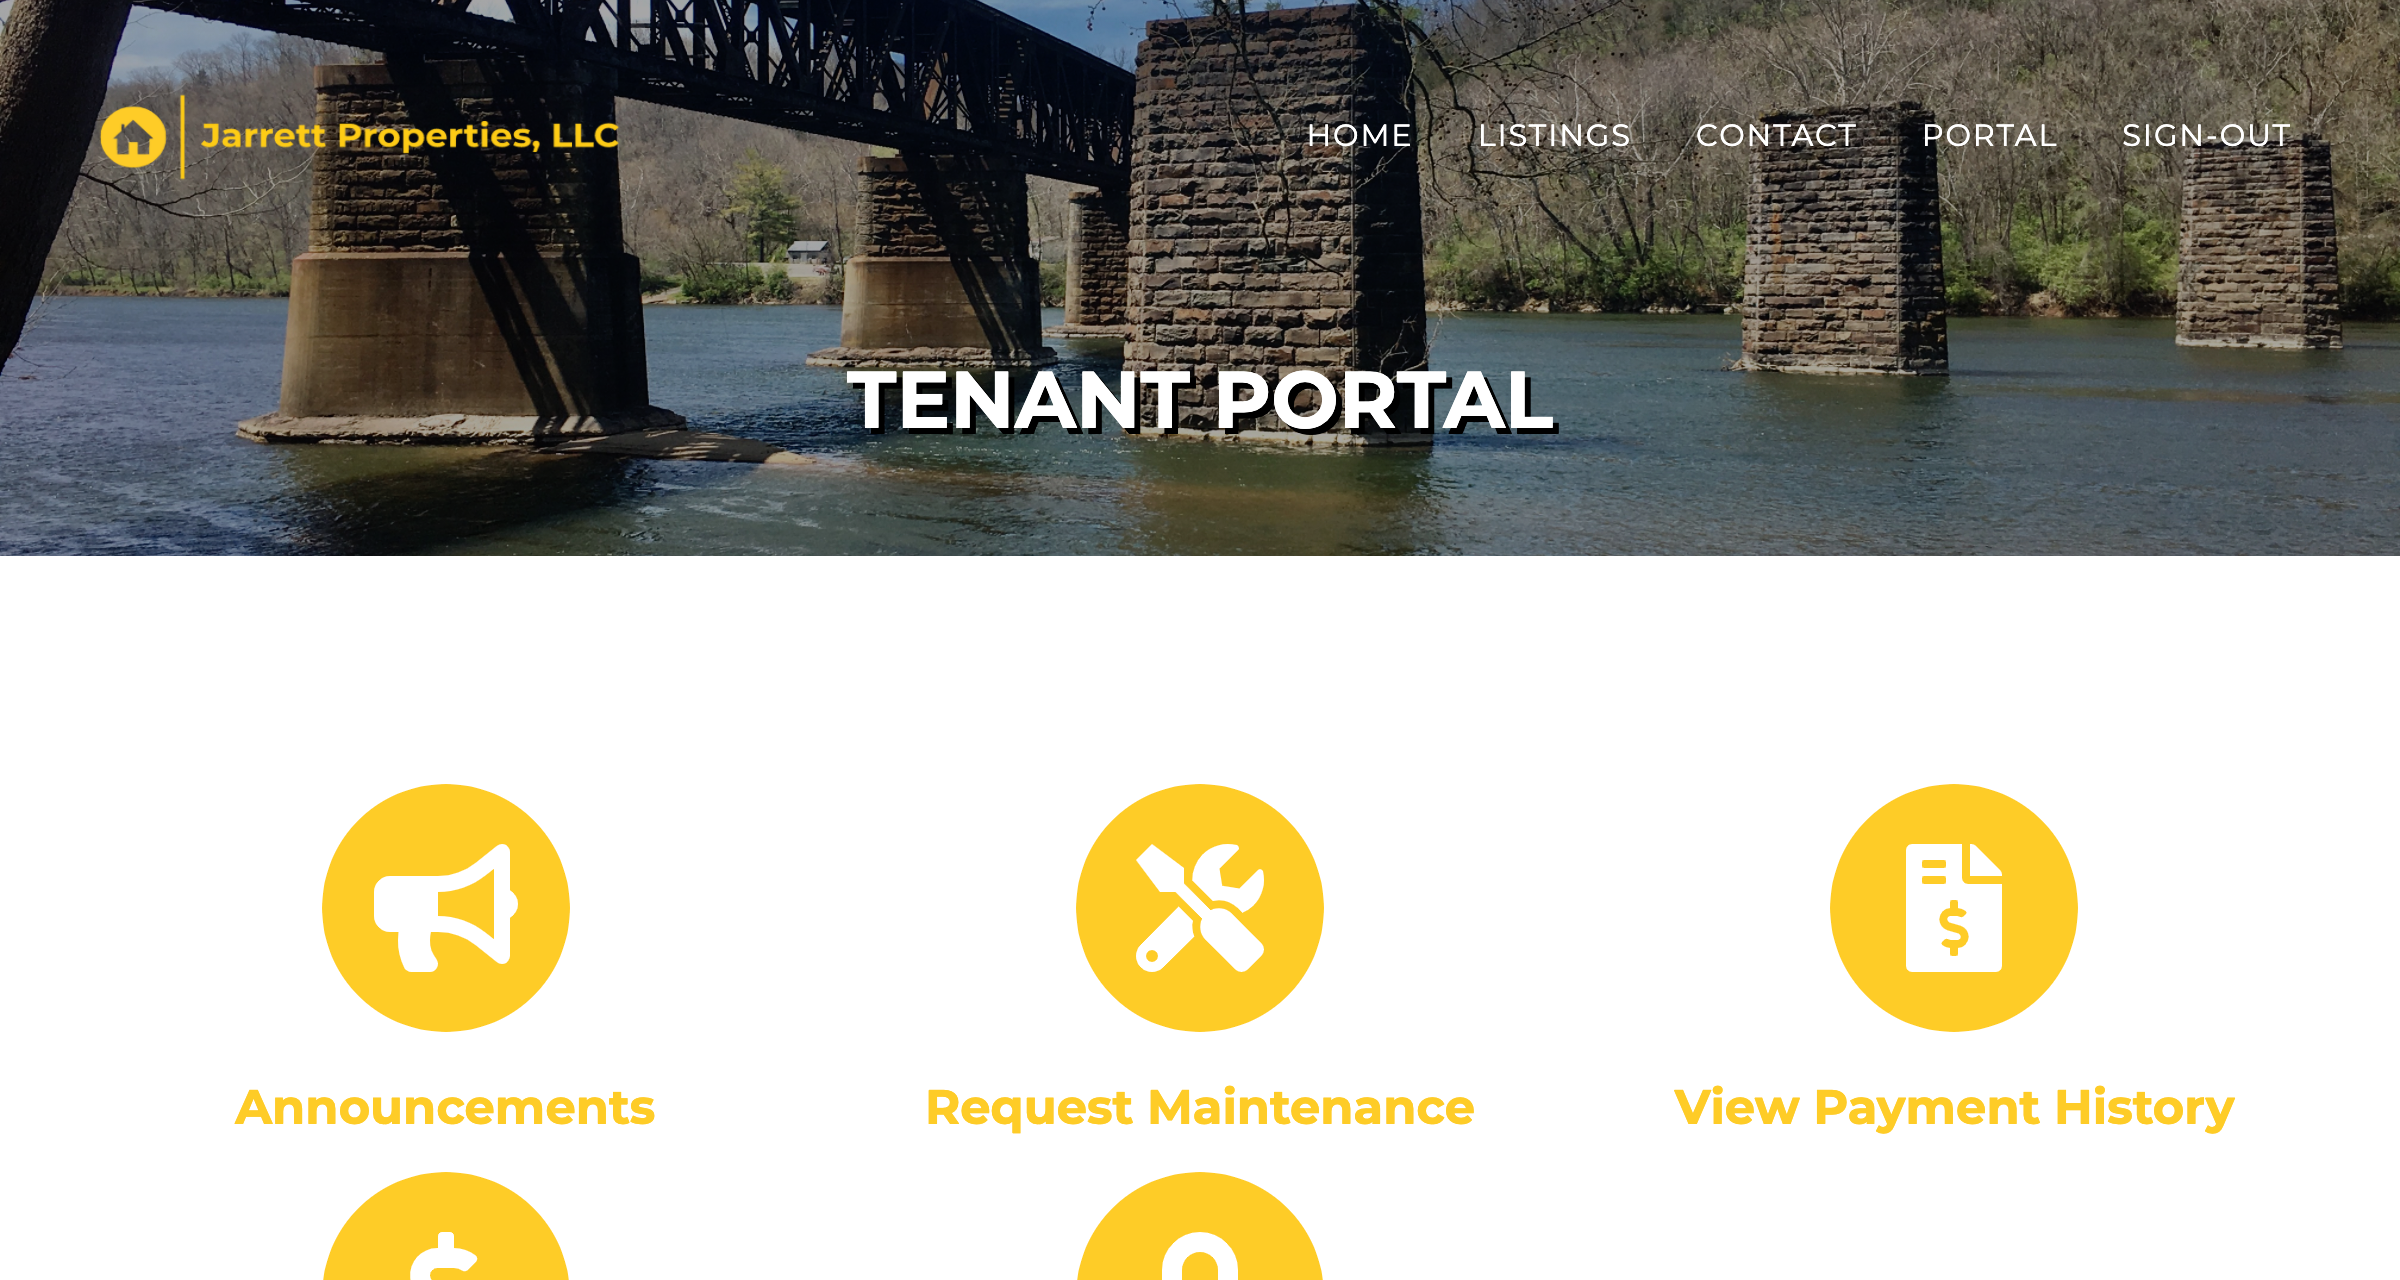 Jarrett Properties, LLC
HOME LISTINGS CONTACT PORTAL SIGN-OUT
TENANT PORTAL
$
Announcements
Request Maintenance
View Payment History